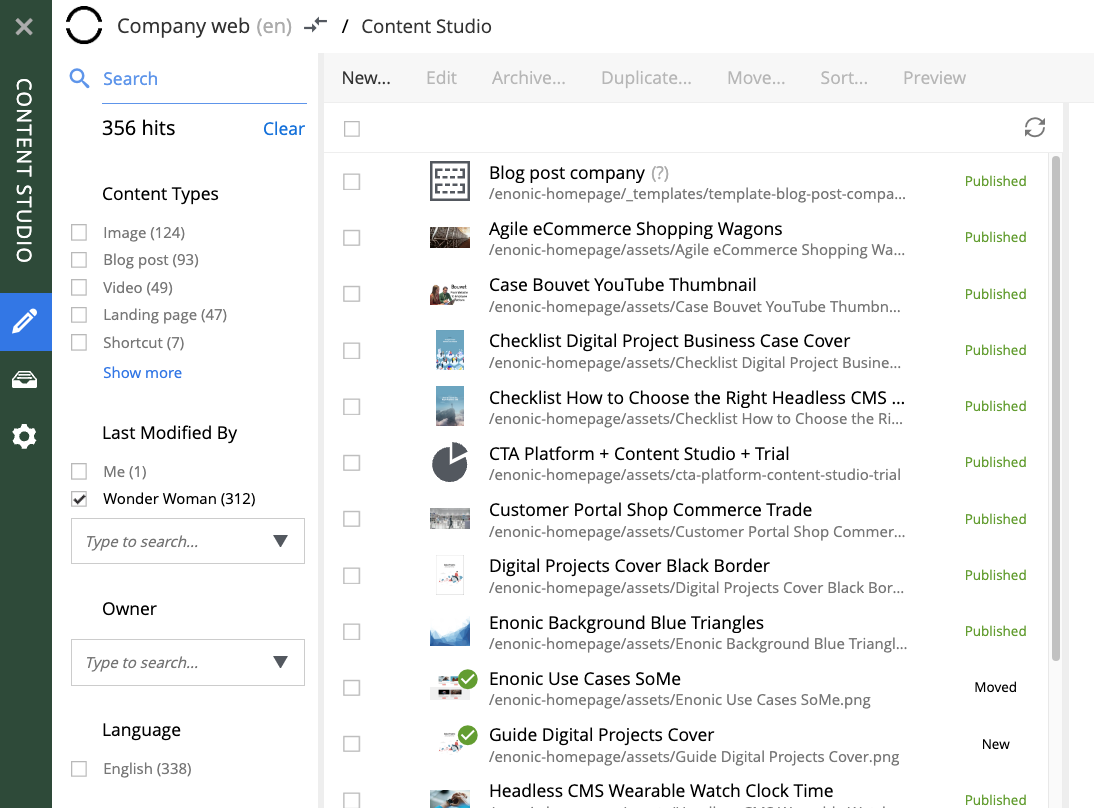 Company web (en) / Content Studio
CONTENT STUDIO
Search
356 hits Clear
Content Types
Image (124)
Blog post (93)
Video (49)
Landing page (47)
Shortcut (7)
Show more
Last Modified By
Me (1)
Wonder Woman (312)
Type to search...
Owner
Type to search...
Language
English (338)
New... Edit Archive... Duplicate... Move... Sort... Preview
Blog post company (?)
/enonic-homepage/_templates/template-blog-post-compa...
Published
Agile eCommerce Shopping Wagons
/enonic-homepage/assets/Agile eCommerce Shopping Wa...
Published
Case Bouvet YouTube Thumbnail
/enonic-homepage/assets/Case Bouvet YouTube Thumbn...
Published
Checklist Digital Project Business Case Cover
/enonic-homepage/assets/Checklist Digital Project Busine...
Published
Checklist How to Choose the Right Headless CMS ...
/enonic-homepage/assets/Checklist How to Choose the Ri...
Published
CTA Platform + Content Studio + Trial
/enonic-homepage/assets/cta-platform-content-studio-trial
Published
Customer Portal Shop Commerce Trade
/enonic-homepage/assets/Customer Portal Shop Commer...
Published
Digital Projects Cover Black Border
/enonic-homepage/assets/Digital Projects Cover Black Bor...
Published
Enonic Background Blue Triangles
/enonic-homepage/assets/Enonic Background Blue Triangl...
Published
Enonic Use Cases SoMe
/enonic-homepage/assets/Enonic Use Cases SoMe.png
Moved
Guide Digital Projects Cover
/enonic-homepage/assets/Guide Digital Projects Cover.png
New
Headless CMS Wearable Watch Clock Time
Published